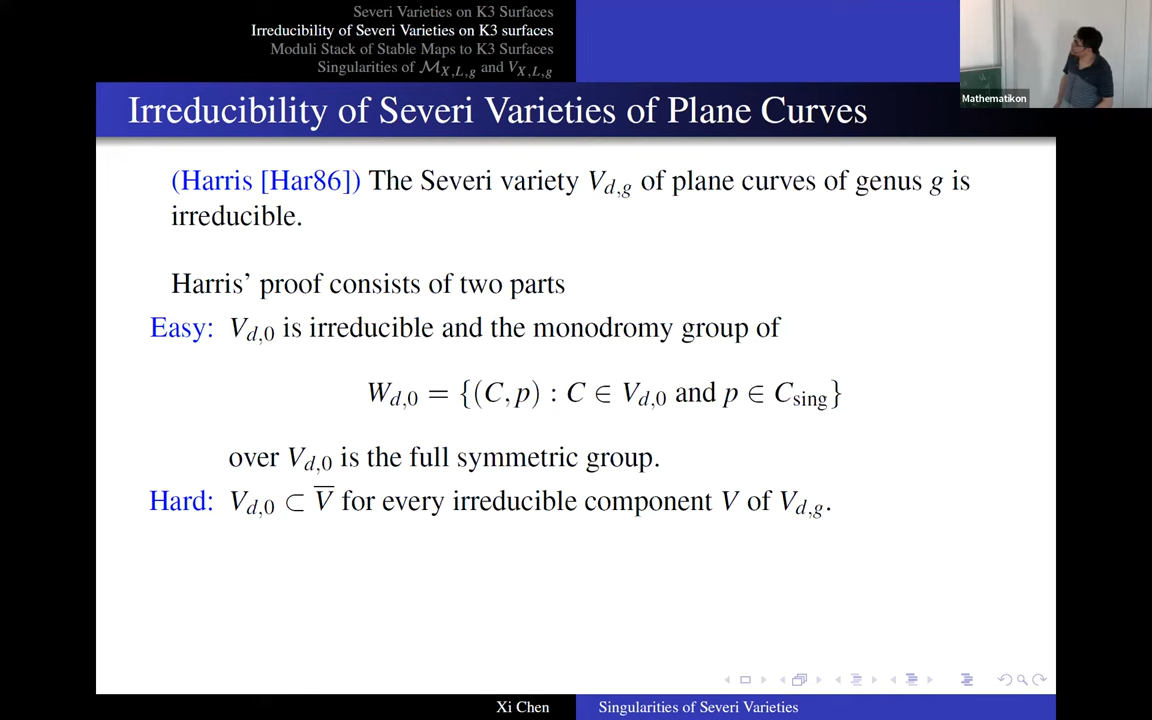 Severi Varieties on K3 Surfaces
Irreducibility of Severi Varieties on K3 surfaces
Moduli Stack of Stable Maps to K3 Surfaces
Singularities of $\mathcal{M}_{X,L,g}$ and $V_{X,L,g}$
Mathematikon
Irreducibility of Severi Varieties of Plane Curves
(Harris [Har86]) The Severi variety $V_{d,g}$ of plane curves of genus $g$ is
irreducible.
Harris' proof consists of two parts
Easy: $V_{d,0}$ is irreducible and the monodromy group of
$W_{d,0} = \{(C, p) : C \in V_{d,0} \text{ and } p \in C_{\text{sing}}\}$
over $V_{d,0}$ is the full symmetric group.
Hard: $V_{d,0} \subset \overline{V}$ for every irreducible component $V$ of $V_{d,g}$.
Xi Chen
Singularities of Severi Varieties